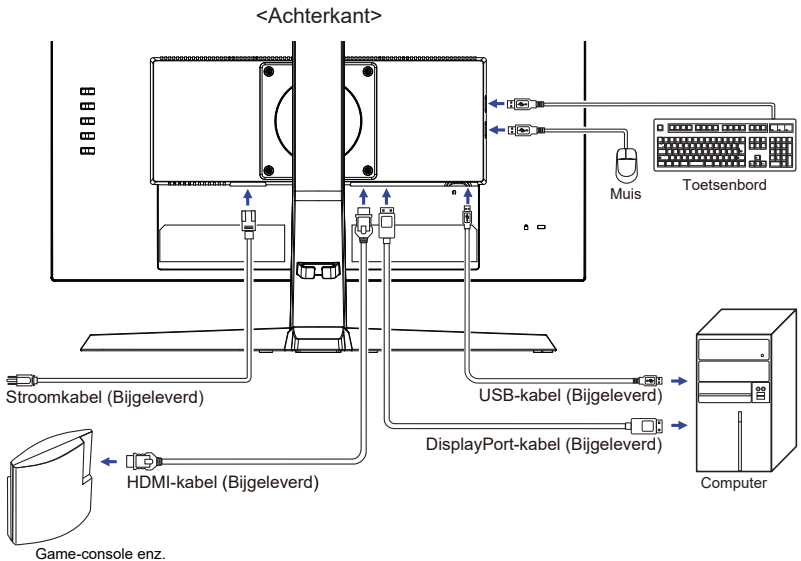 <Achterkant>
Muis
Toetsenbord
Stroomkabel (Bijgeleverd)
USB-kabel (Bijgeleverd)
DisplayPort-kabel (Bijgeleverd)
HDMI-kabel (Bijgeleverd)
Computer
Game-console enz.